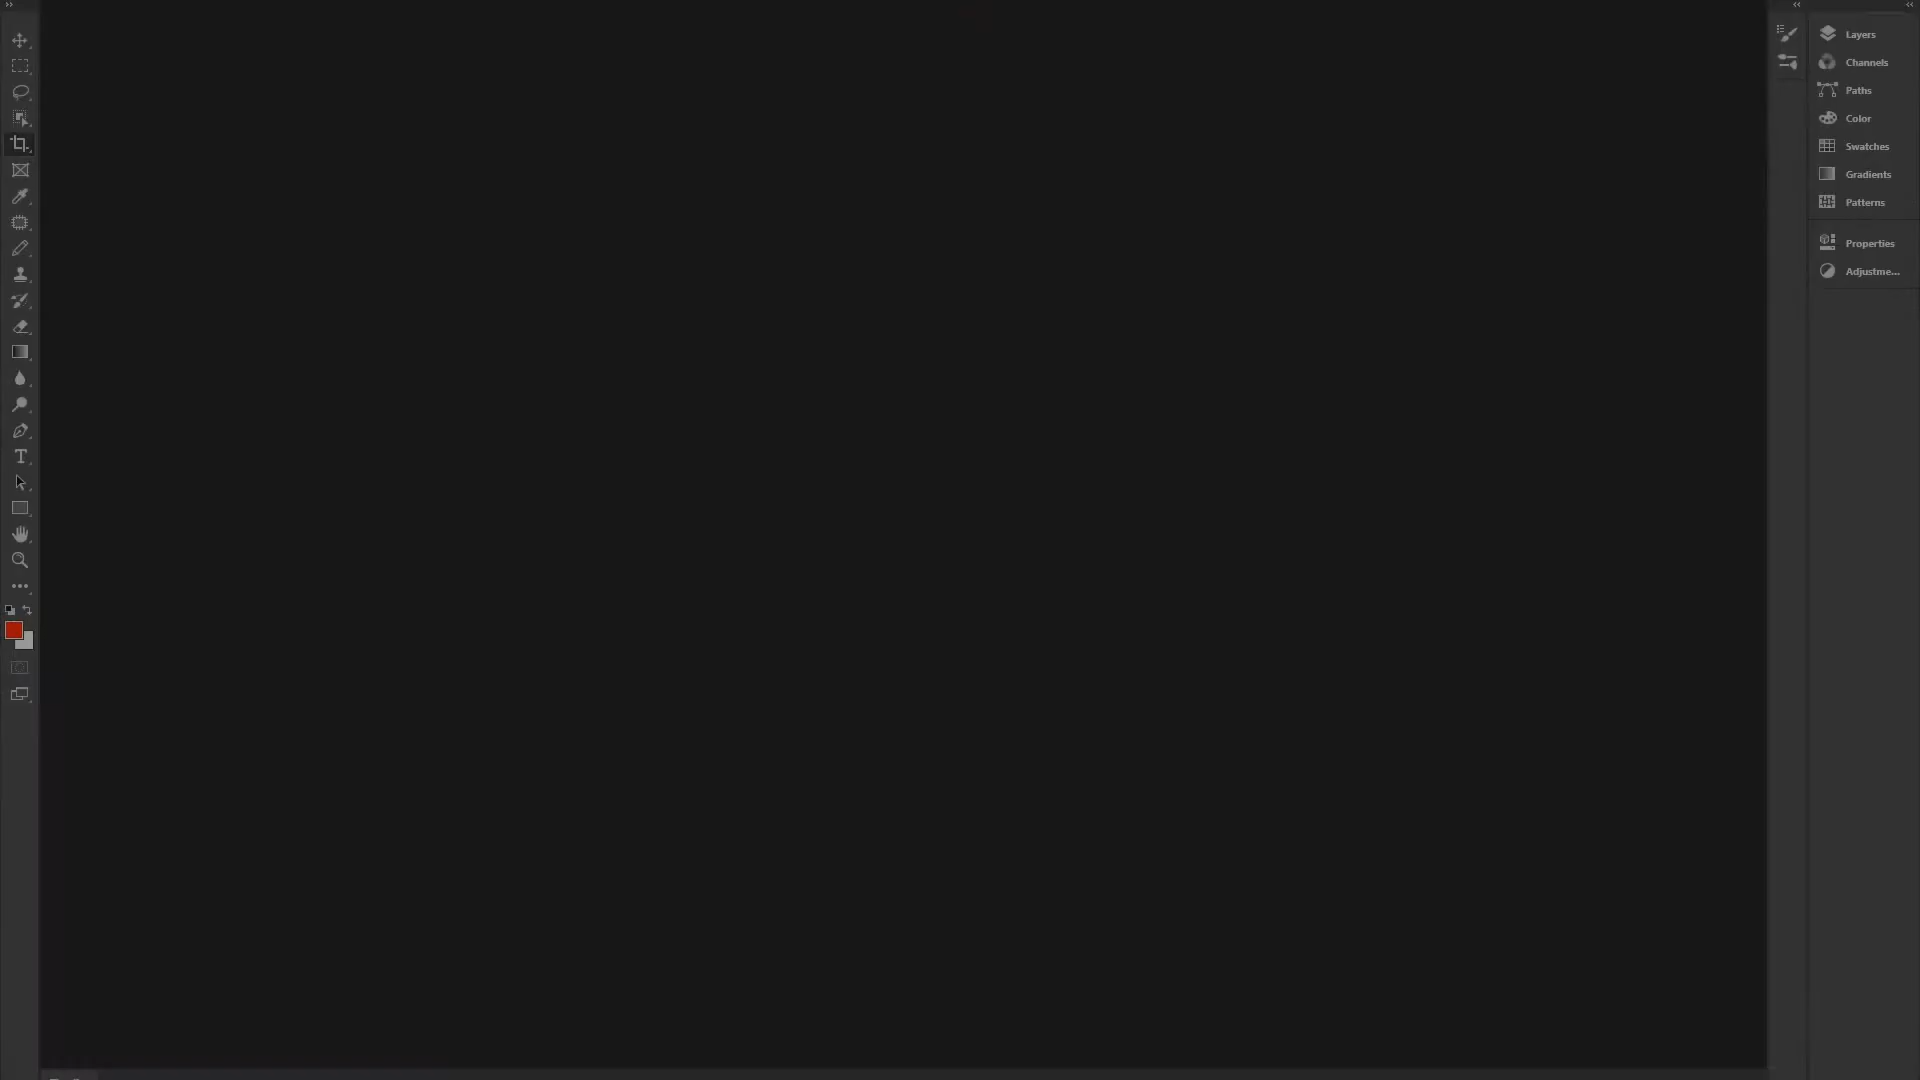 Layers
Channels
Paths
Color
Swatches
Gradients
Patterns
Properties
Adjustme...